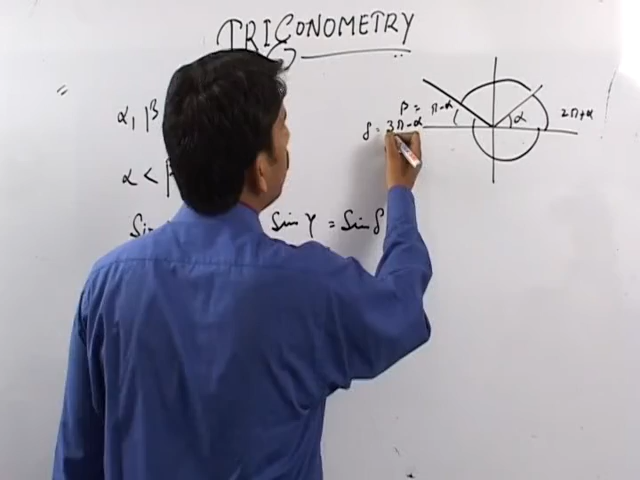 TRIGONOMETRY
β = π-α
α
2π+α
α, β
δ = 3π-α
α < β
Sin γ = Sin δ